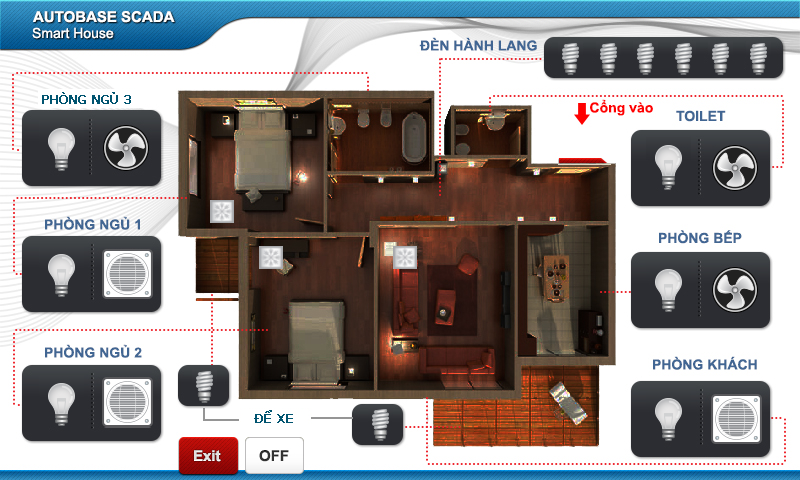 AUTOBASE SCADA
Smart House
ĐÈN HÀNH LANG
PHÒNG NGỦ 3
Cổng vào
TOILET
PHÒNG NGỦ 1
PHÒNG BẾP
PHÒNG NGỦ 2
PHÒNG KHÁCH
ĐỂ XE
Exit
OFF